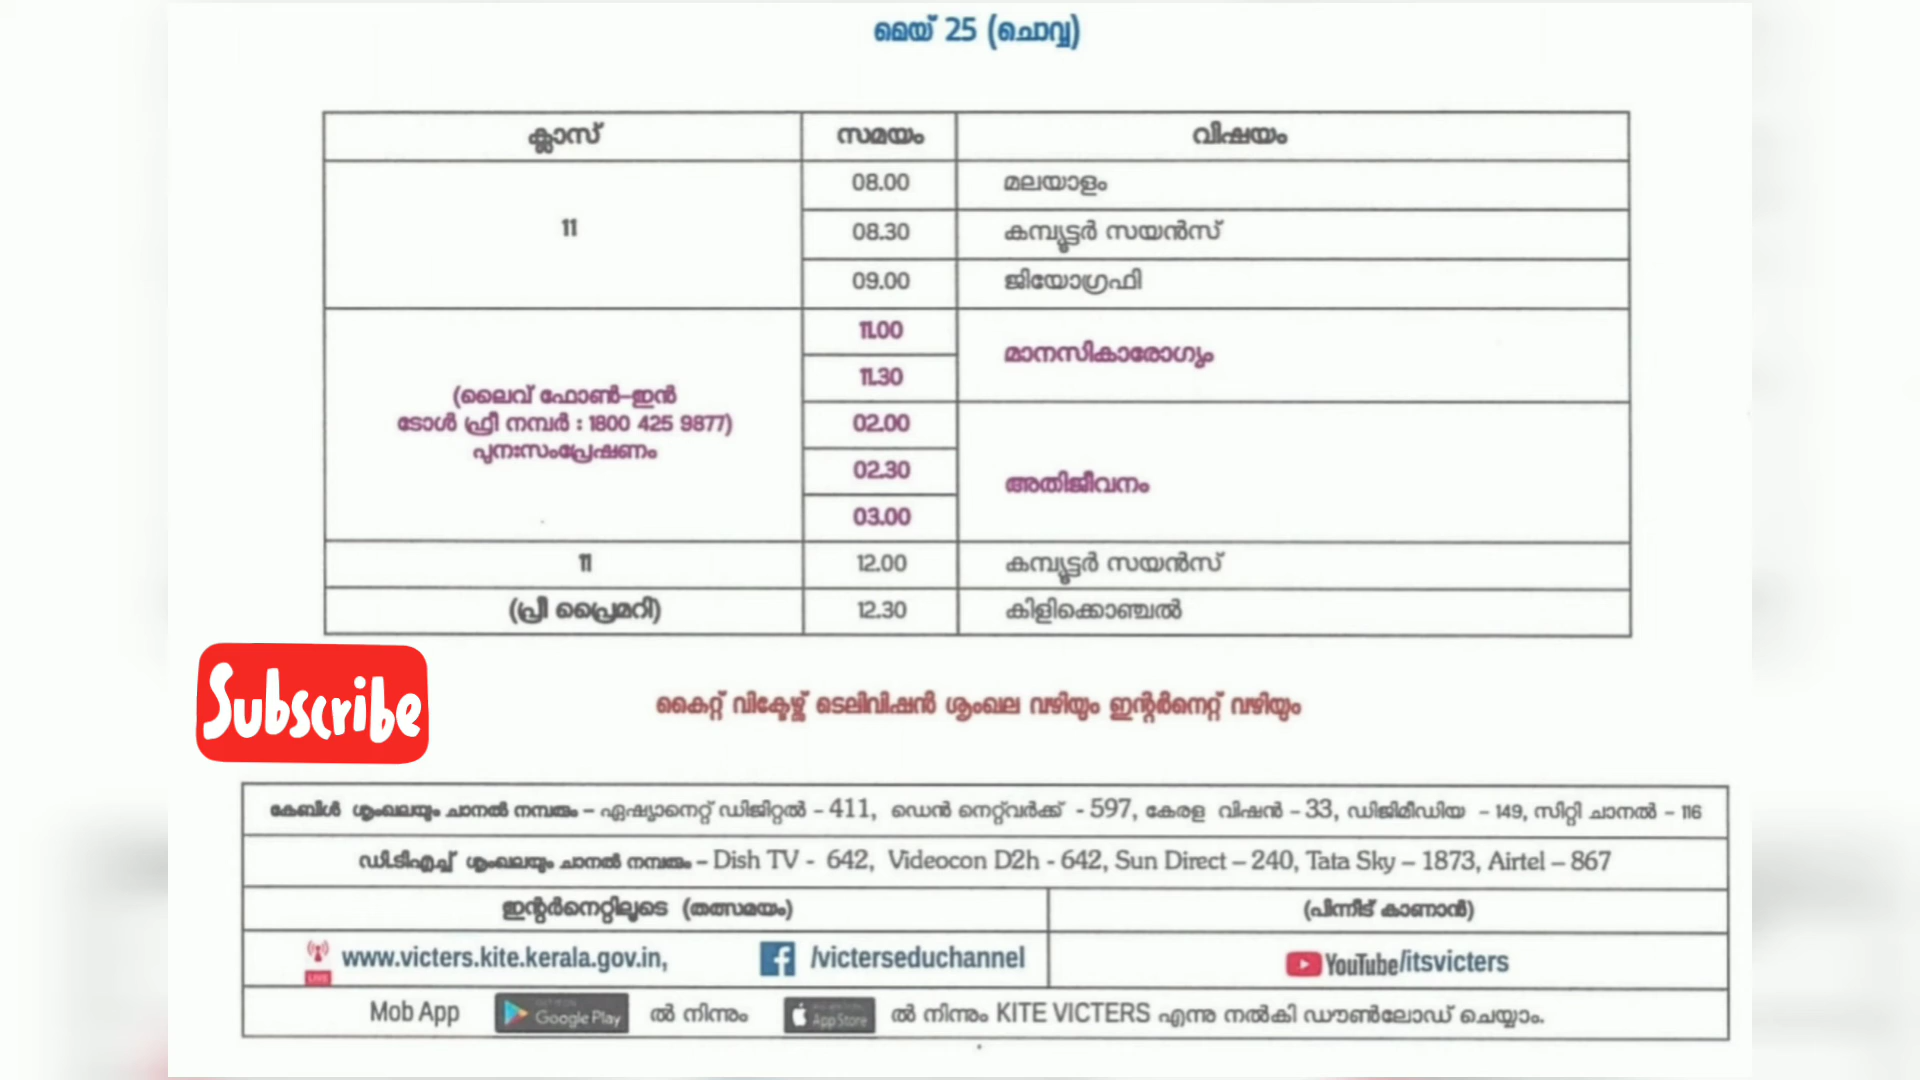 മെയ് 25 (ചൊവ്വ)
ക്ലാസ് സമയം വിഷയം
11
08.00 മലയാളം
08.30 കമ്പ്യൂട്ടർ സയൻസ്
09.00 ജിയോഗ്രഫി
(ലൈവ് ഫോൺ-ഇൻ
ടോൾ ഫ്രീ നമ്പർ : 1800 425 9877)
പുനഃസംപ്രേഷണം
11.00
11.30
മാനസികാരോഗ്യം
02.00
02.30
03.00
അതിജീവനം
11 12.00 കമ്പ്യൂട്ടർ സയൻസ്
(പ്രീ പ്രൈമറി) 12.30 കിളിക്കൊഞ്ചൽ
Subscribe
കൈറ്റ് വിക്ടേഴ്സ് ടെലിവിഷൻ ശൃംഖല വഴിയും ഇന്റർനെറ്റ് വഴിയും
കേബിൾ ശൃംഖലയും ചാനൽ നമ്പരും – ഏഷ്യാനെറ്റ് ഡിജിറ്റൽ - 411, ഡെൻ നെറ്റ്‌വർക്ക് - 597, കേരള വിഷൻ - 33, ഡിജിമീഡിയ - 149, സിറ്റി ചാനൽ - 116
ഡി.ടിഎച്ച് ശൃംഖലയും ചാനൽ നമ്പരും – Dish TV - 642, Videocon D2h - 642, Sun Direct – 240, Tata Sky – 1873, Airtel – 867
ഇന്റർനെറ്റിലൂടെ (തത്സമയം) (പിന്നീട് കാണാൻ)
LIVE www.victers.kite.kerala.gov.in, f /victerseduchannel YouTube/itsvicters
Mob App Google Play ൽ നിന്നും App Store ൽ നിന്നും KITE VICTERS എന്നു നൽകി ഡൗൺലോഡ് ചെയ്യാം.